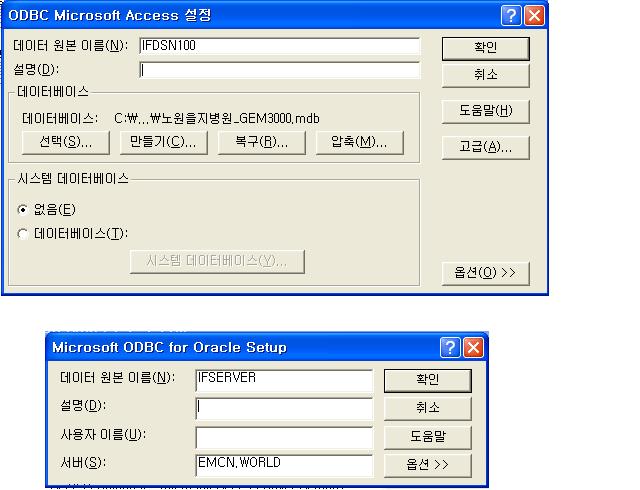 ODBC Microsoft Access 설정
데이터 원본 이름(N): IFDSN100 확인
설명(D): 취소
데이터베이스
데이터베이스: C:\...\노원을지병원_GEM3000.mdb 도움말(H)
선택(S)... 만들기(C)... 복구(R)... 압축(M)... 고급(A)...
시스템 데이터베이스
없음(E)
데이터베이스(T):
시스템 데이터베이스(Y)...
옵션(O) >>
Microsoft ODBC for Oracle Setup
데이터 원본 이름(N): IFSERVER 확인
설명(D): 취소
사용자 이름(U): 도움말
서버(S): EMCN.WORLD 옵션 >>